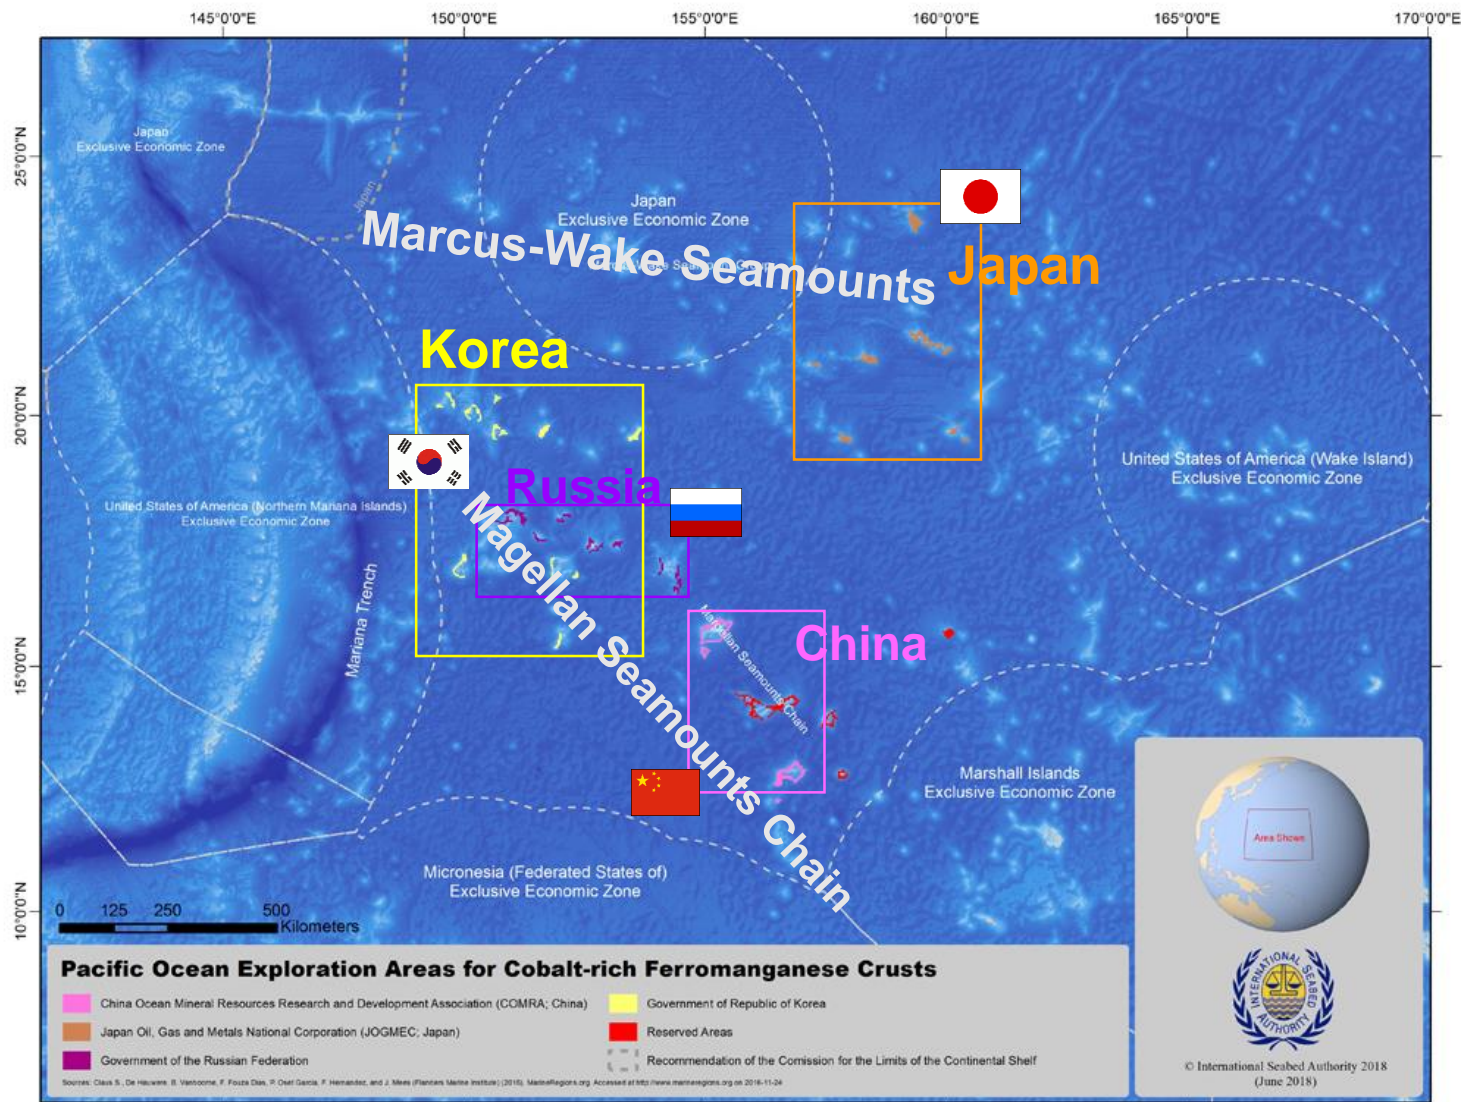 145°0'0"E
150°0'0"E
155°0'0"E
160°0'0"E
165°0'0"E
170°0'0"E
25°0'0"N
20°0'0"N
15°0'0"N
10°0'0"N
Japan
Exclusive Economic Zone
Japan
Japan
Exclusive Economic Zone
Marcus-Wake Seamounts
Japan
Korea
United States of America (Wake Island)
Exclusive Economic Zone
Russia
United States of America (Northern Mariana Islands)
Exclusive Economic Zone
Mariana Trench
Magellan Seamounts Chain
Magellan Seamounts Chain
China
Marshall Islands
Exclusive Economic Zone
Micronesia (Federated States of)
Exclusive Economic Zone
Area Shown
0 125 250 500
Kilometers
Pacific Ocean Exploration Areas for Cobalt-rich Ferromanganese Crusts
China Ocean Mineral Resources Research and Development Association (COMRA; China)
Japan Oil, Gas and Metals National Corporation (JOGMEC; Japan)
Government of the Russian Federation
Government of Republic of Korea
Reserved Areas
Recommendation of the Comission for the Limits of the Continental Shelf
INTERNATIONAL SEABED AUTHORITY
© International Seabed Authority 2018
(June 2018)